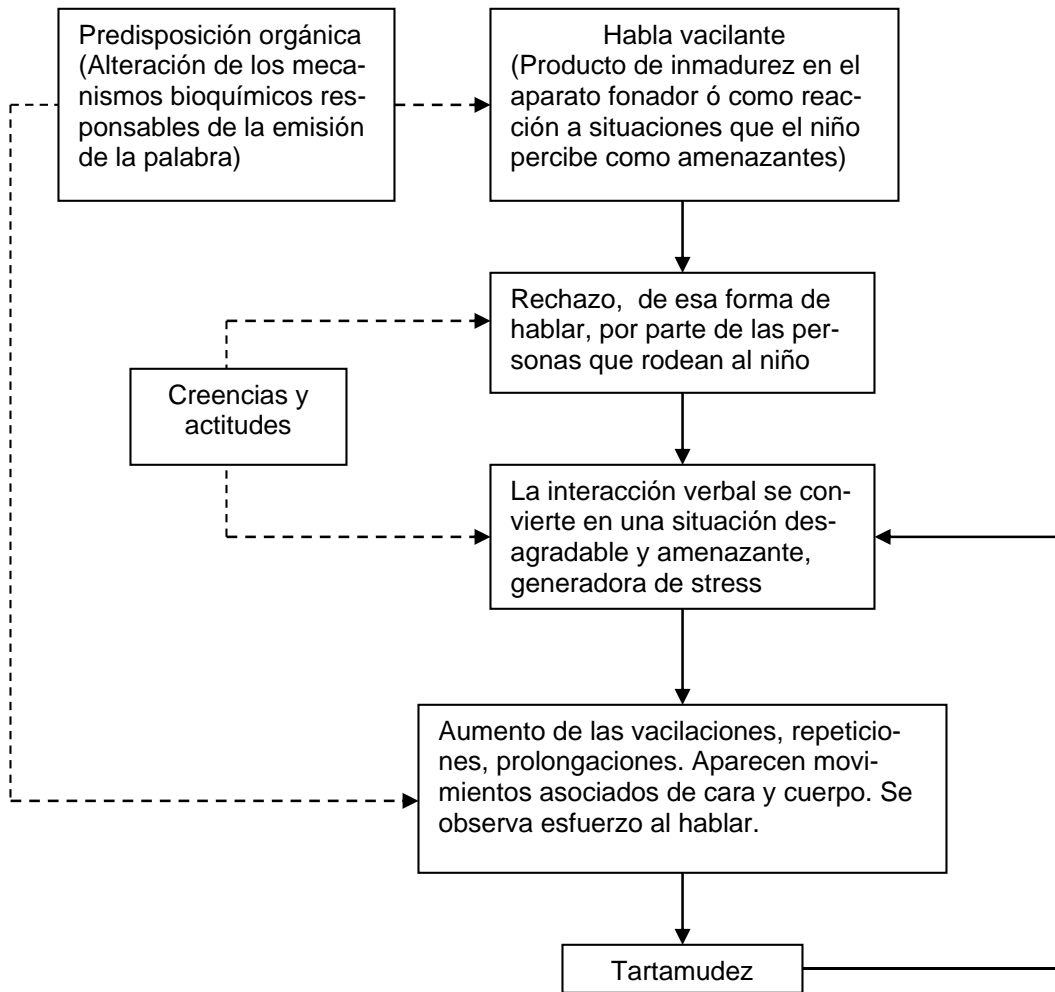 Predisposición orgánica
(Alteración de los meca-
nismos bioquímicos res-
ponsables de la emisión
de la palabra)
Habla vacilante
(Producto de inmadurez en el
aparato fonador ó como reac-
ción a situaciones que el niño
percibe como amenazantes)
Rechazo, de esa forma de
hablar, por parte de las per-
sonas que rodean al niño
Creencias y
actitudes
La interacción verbal se con-
vierte en una situación des-
agradable y amenazante,
generadora de stress
Aumento de las vacilaciones, repeticio-
nes, prolongaciones. Aparecen movi-
mientos asociados de cara y cuerpo. Se
observa esfuerzo al hablar.
Tartamudez